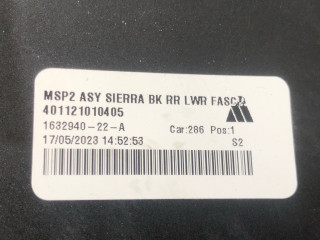 MSP2 ASY SIERRA BK RR LWR FASC
401121010405
1632940-22-A Car:286 Pos:1
17/05/2023 14:52:53 S2